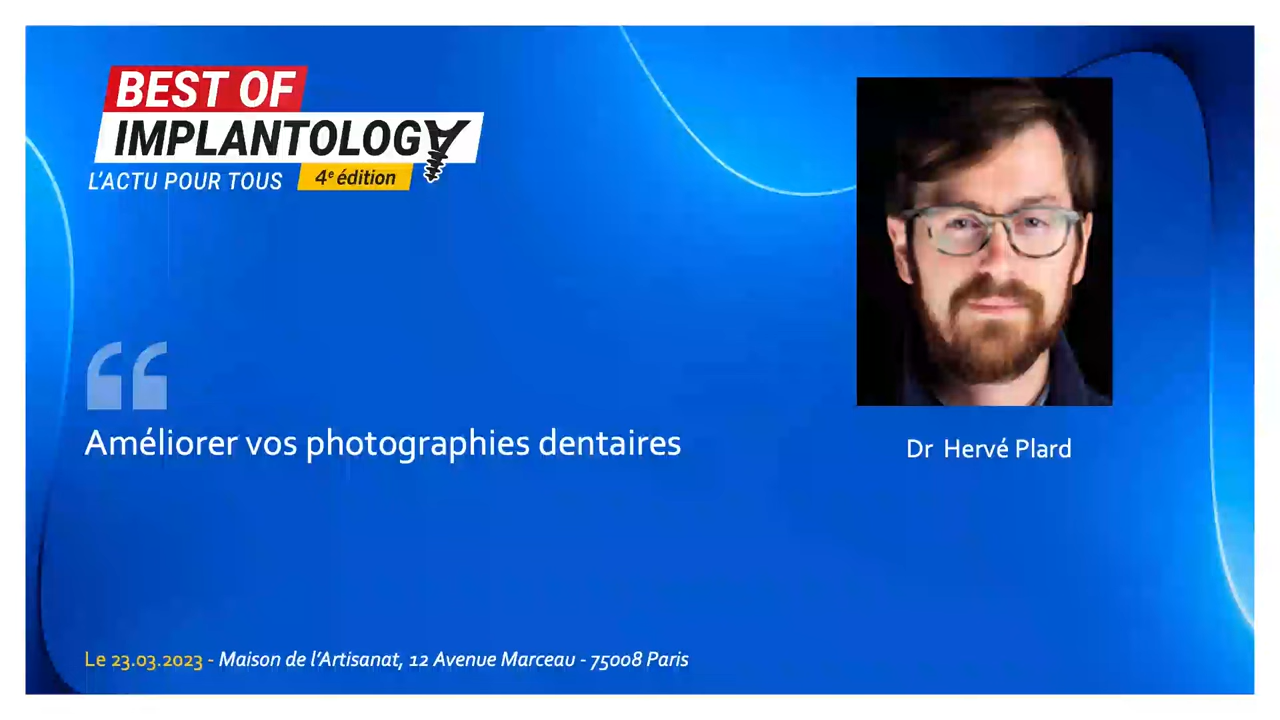 BEST OF
IMPLANTOLOGY
L'ACTU POUR TOUS 4e édition
Améliorer vos photographies dentaires
Dr Hervé Plard
Le 23.03.2023 - Maison de l'Artisanat, 12 Avenue Marceau - 75008 Paris